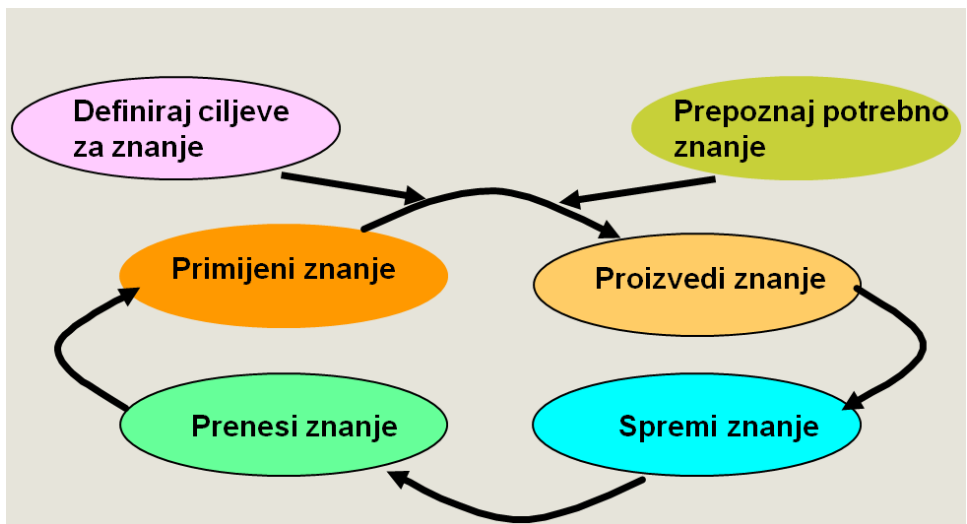 Definiraj ciljeve
za znanje
Prepoznaj potrebno
znanje
Primijeni znanje
Proizvedi znanje
Prenesi znanje
Spremi znanje